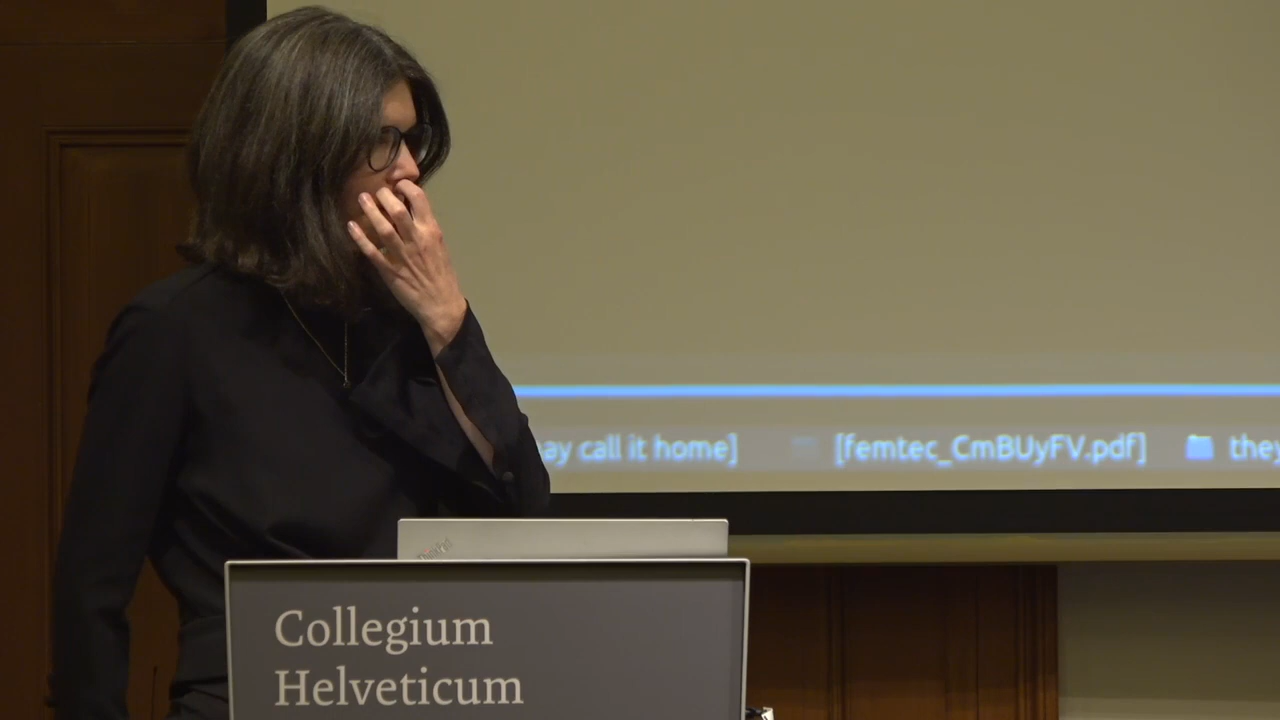 ay call it home]
[femtec_CmBUyFV.pdf]
they
Collegium
Helveticum